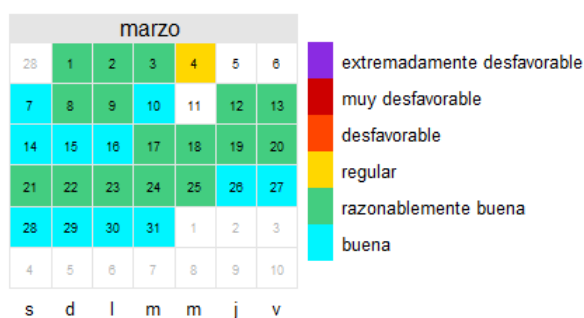 marzo
28 1 2 3 4 5 6
7 8 9 10 11 12 13
14 15 16 17 18 19 20
21 22 23 24 25 26 27
28 29 30 31 1 2 3
4 5 6 7 8 9 10
s d l m m j v
extremadamente desfavorable
muy desfavorable
desfavorable
regular
razonablemente buena
buena